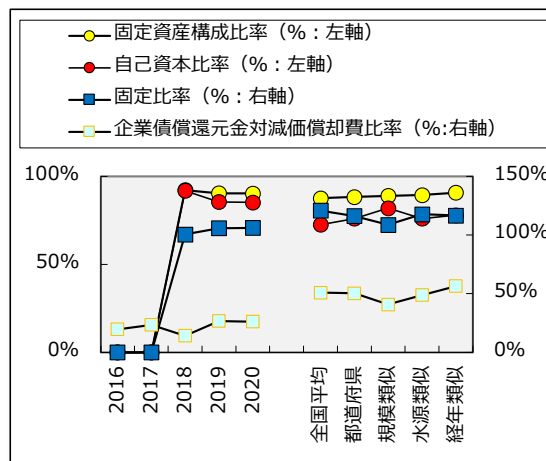 固定資産構成比率（%：左軸）
自己資本比率（%：左軸）
固定比率（%：右軸）
企業債償還元金対減価償却費比率（%:右軸）
100%
50%
0%
150%
100%
50%
0%
2016
2017
2018
2019
2020
全国平均
都道府県
規模類似
水源類似
経年類似